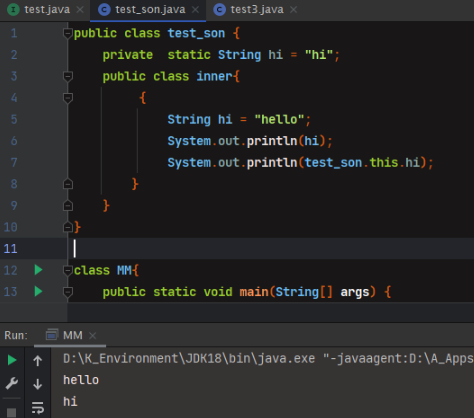 test.java × test_son.java × test3.java ×
1 public class test_son {
2 private static String hi = "hi";
3 public class inner{
4 {
5 String hi = "hello";
6 System.out.println(hi);
7 System.out.println(test_son.this.hi);
8 }
9 }
10 }
11
12 class MM{
13 public static void main(String[] args) {
Run: MM ×
D:\K_Environment\JDK18\bin\java.exe "-javaagent:D:\A_Apps
hello
hi